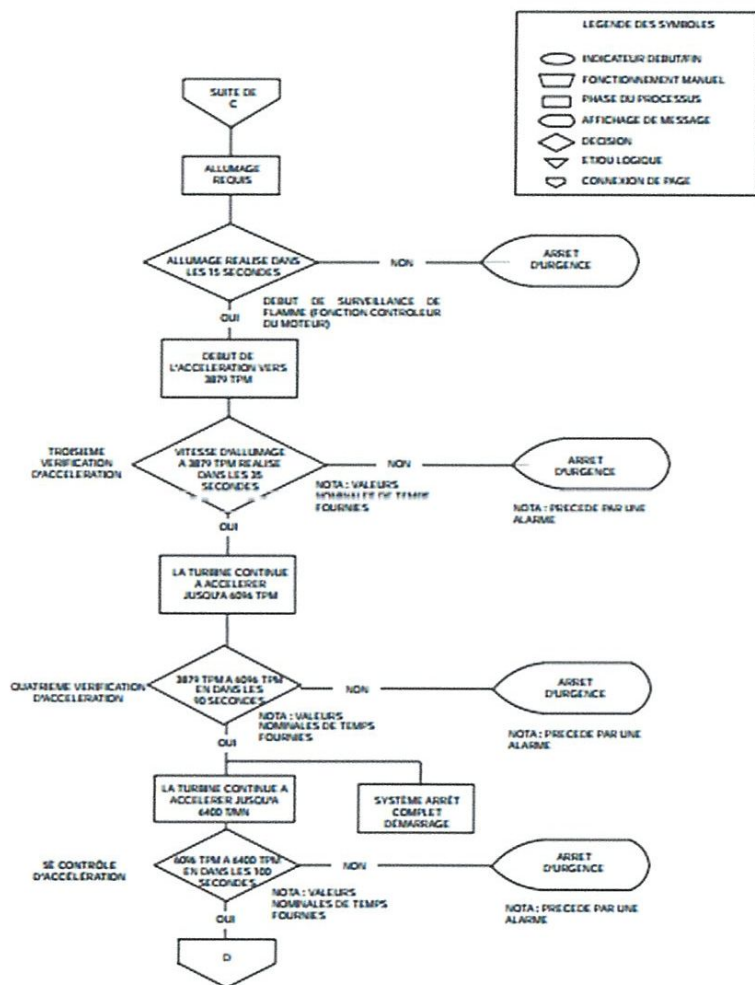 LEGENDE DES SYMBOLES
INDICATEUR DEBUT/FIN
FONCTIONNEMENT MANUEL
PHASE DU PROCESSUS
AFFICHAGE DE MESSAGE
DECISION
ET/OU LOGIQUE
CONNEXION DE PAGE
SUITE DE
C
ALLUMAGE
REQUIS
ALLUMAGE REALISE DANS
LES 15 SECONDES
NON
ARRET
D'URGENCE
OUI
DEBUT DE SURVEILLANCE DE
FLAMME (FONCTION CONTROLEUR
DU MOTEUR)
DEBUT DE
L'ACCELERATION VERS
3879 TPM
TROISIEME
VERIFICATION
D'ACCELERATION
VITESSE D'ALLUMAGE
A 3879 TPM REALISE
DANS LES 35
SECONDES
NON
ARRET
D'URGENCE
NOTA : VALEURS
NOMINALES DE TEMPS
FOURNIES
NOTA : PRECEDE PAR UNE
ALARME
OUI
LA TURBINE CONTINUE
A ACCELERER
JUSQU'A 6096 TPM
QUATRIEME VERIFICATION
D'ACCELERATION
3879 TPM A 6096 TPM
EN DANS LES
90 SECONDES
NON
ARRET
D'URGENCE
NOTA : VALEURS
NOMINALES DE TEMPS
FOURNIES
NOTA : PRECEDE PAR UNE
ALARME
OUI
LA TURBINE CONTINUE A
ACCELERER JUSQU'A
6400 T/MN
SYSTÈME ARRÊT
COMPLET
DÉMARRAGE
5E CONTRÔLE
D'ACCÉLÉRATION
6096 TPM A 6400 TPM
EN DANS LES 100
SECONDES
NON
ARRET
D'URGENCE
NOTA : VALEURS
NOMINALES DE TEMPS
FOURNIES
NOTA : PRECEDE PAR UNE
ALARME
OUI
D